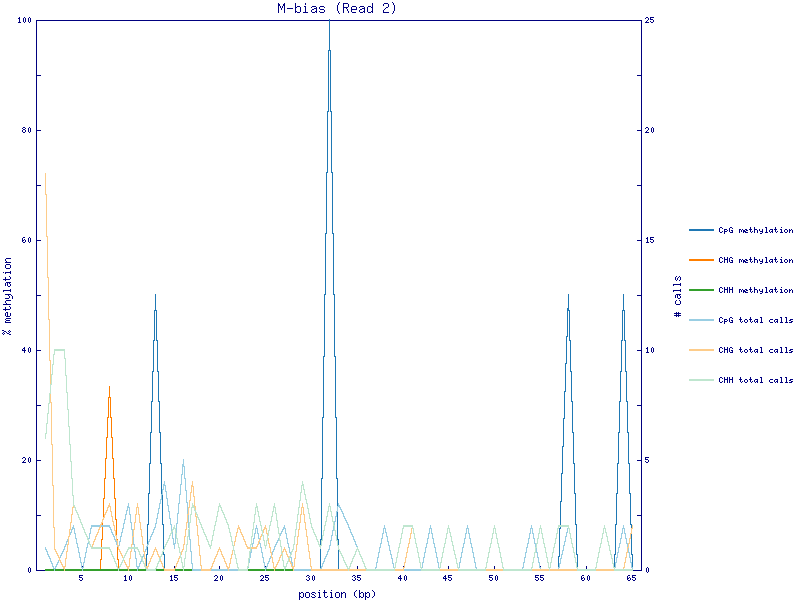 M-bias (Read 2)
100
80
60
40
20
0
% methylation
25
20
15
10
5
0
# calls
5 10 15 20 25 30 35 40 45 50 55 60 65
position (bp)
CpG methylation
CHG methylation
CHH methylation
CpG total calls
CHG total calls
CHH total calls